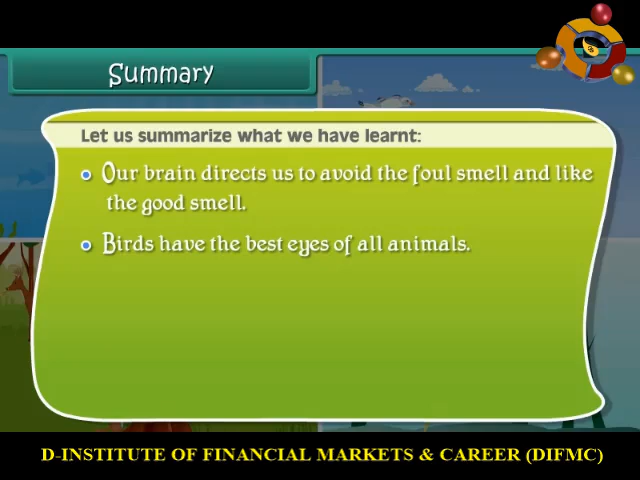 Summary
Let us summarize what we have learnt:
Our brain directs us to avoid the foul smell and like
the good smell.
Birds have the best eyes of all animals.
D-INSTITUTE OF FINANCIAL MARKETS & CAREER (DIFMC)